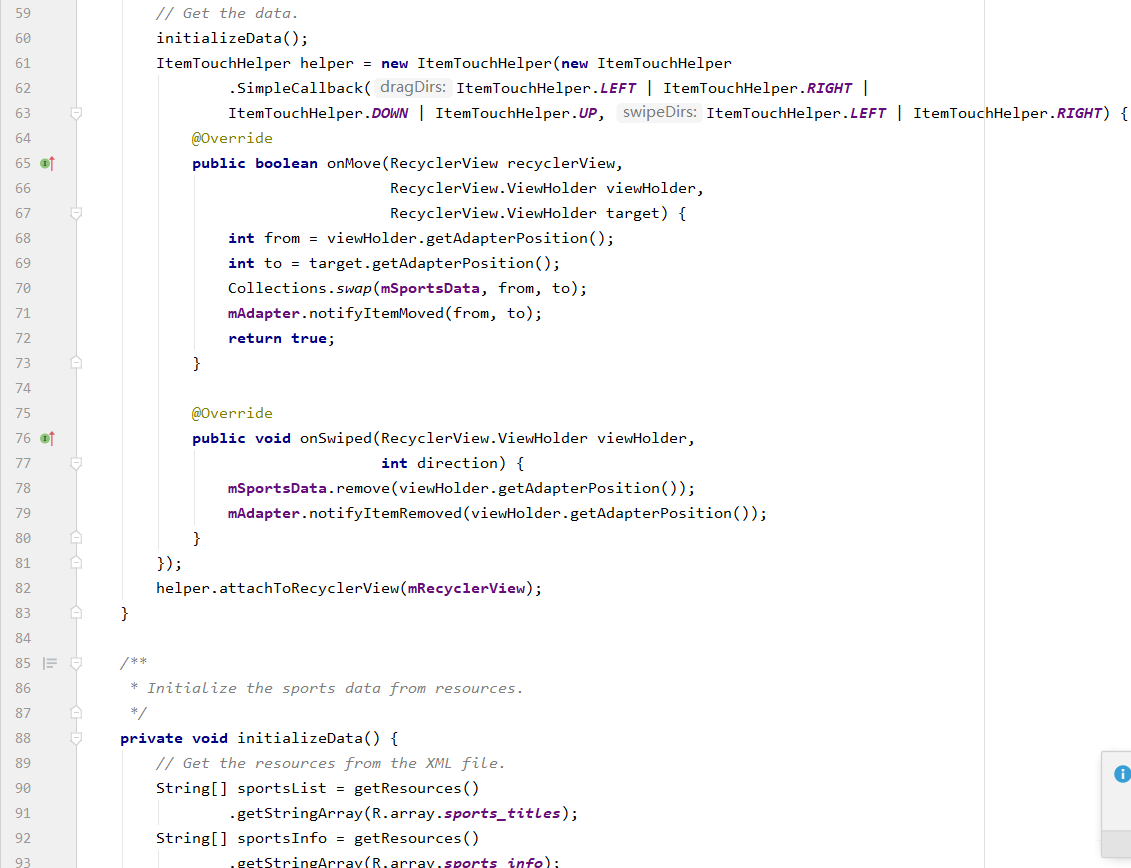 59 // Get the data.
60 initializeData();
61 ItemTouchHelper helper = new ItemTouchHelper(new ItemTouchHelper
62 .SimpleCallback( dragDirs: ItemTouchHelper.LEFT | ItemTouchHelper.RIGHT |
63 ItemTouchHelper.DOWN | ItemTouchHelper.UP, swipeDirs: ItemTouchHelper.LEFT | ItemTouchHelper.RIGHT) {
64 @Override
65 public boolean onMove(RecyclerView recyclerView,
66 RecyclerView.ViewHolder viewHolder,
67 RecyclerView.ViewHolder target) {
68 int from = viewHolder.getAdapterPosition();
69 int to = target.getAdapterPosition();
70 Collections.swap(mSportsData, from, to);
71 mAdapter.notifyItemMoved(from, to);
72 return true;
73 }
74
75 @Override
76 public void onSwiped(RecyclerView.ViewHolder viewHolder,
77 int direction) {
78 mSportsData.remove(viewHolder.getAdapterPosition());
79 mAdapter.notifyItemRemoved(viewHolder.getAdapterPosition());
80 }
81 });
82 helper.attachToRecyclerView(mRecyclerView);
83 }
84
85 /**
86 * Initialize the sports data from resources.
87 */
88 private void initializeData() {
89 // Get the resources from the XML file.
90 String[] sportsList = getResources()
91 .getStringArray(R.array.sports_titles);
92 String[] sportsInfo = getResources()
93 .getStringArray(R.array.sports_info);